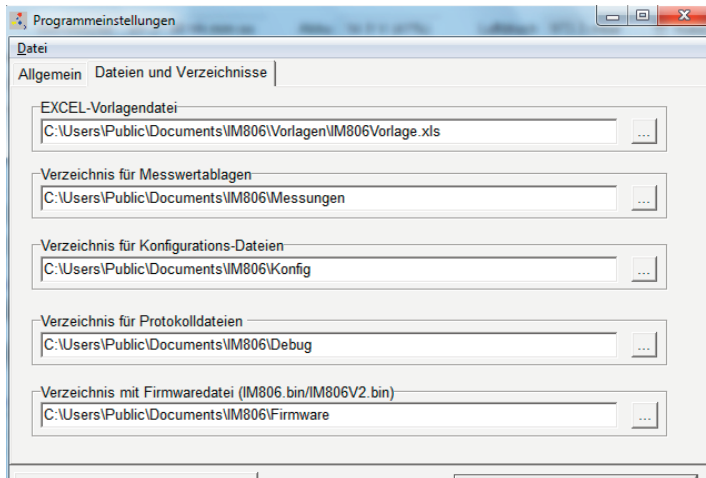 Programmeinstellungen
Datei
Allgemein Dateien und Verzeichnisse
EXCEL-Vorlagendatei
C:\Users\Public\Documents\IM806\Vorlagen\IM806Vorlage.xls ...
Verzeichnis für Messwertablagen
C:\Users\Public\Documents\IM806\Messungen ...
Verzeichnis für Konfigurations-Dateien
C:\Users\Public\Documents\IM806\Konfig ...
Verzeichnis für Protokolldateien
C:\Users\Public\Documents\IM806\Debug ...
Verzeichnis mit Firmwaredatei (IM806.bin/IM806V2.bin)
C:\Users\Public\Documents\IM806\Firmware ...